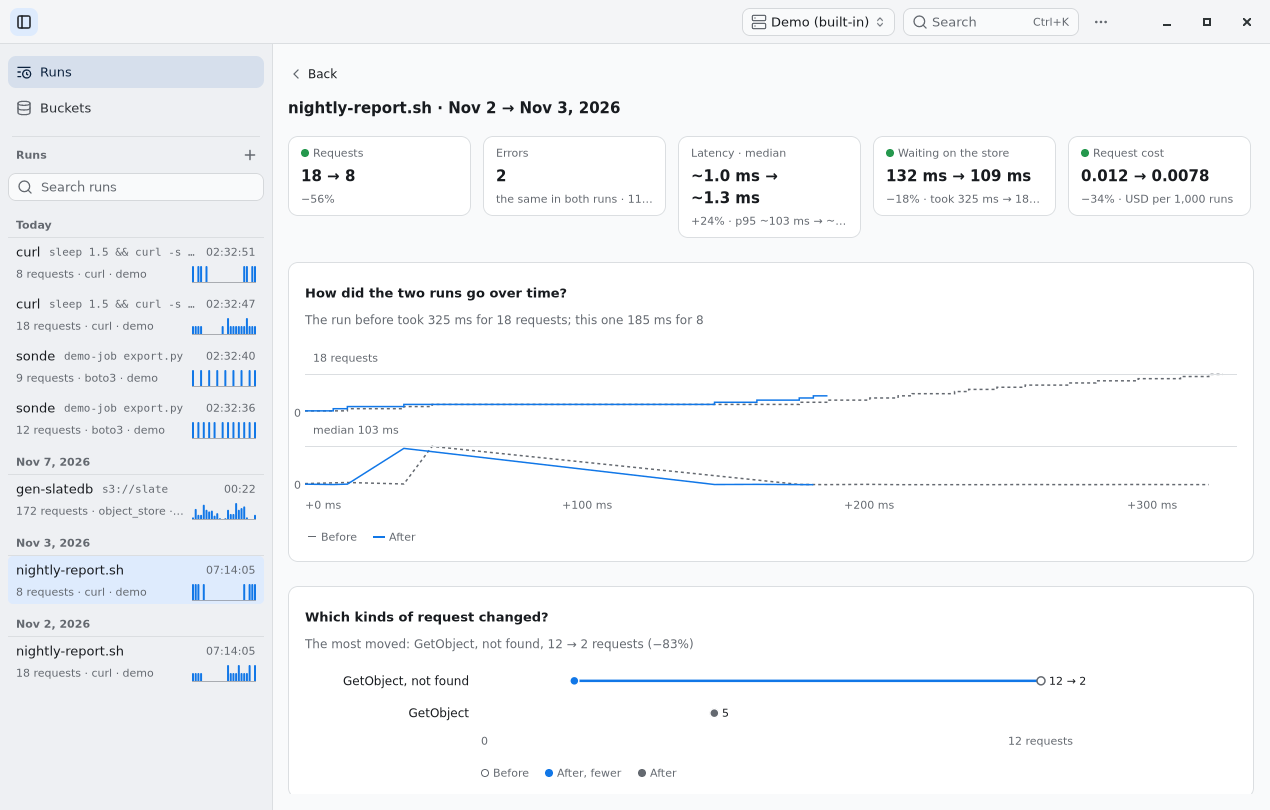 Demo (built-in)
Search Ctrl+K
Runs
Buckets
Runs
Search runs
Today
curl sleep 1.5 && curl -s … 02:32:51
8 requests · curl · demo
curl sleep 1.5 && curl -s … 02:32:47
18 requests · curl · demo
sonde demo-job export.py 02:32:40
9 requests · boto3 · demo
sonde demo-job export.py 02:32:36
12 requests · boto3 · demo
Nov 7, 2026
gen-slatedb s3://slate 00:22
172 requests · object_store ·…
Nov 3, 2026
nightly-report.sh 07:14:05
8 requests · curl · demo
Nov 2, 2026
nightly-report.sh 07:14:05
18 requests · curl · demo
Back
nightly-report.sh · Nov 2 → Nov 3, 2026
Requests
18 → 8
−56%
Errors
2
the same in both runs · 11…
Latency · median
~1.0 ms →
~1.3 ms
+24% · p95 ~103 ms → ~…
Waiting on the store
132 ms → 109 ms
−18% · took 325 ms → 18…
Request cost
0.012 → 0.0078
−34% · USD per 1,000 runs
How did the two runs go over time?
The run before took 325 ms for 18 requests; this one 185 ms for 8
18 requests
0
median 103 ms
0
+0 ms +100 ms +200 ms +300 ms
Before After
Which kinds of request changed?
The most moved: GetObject, not found, 12 → 2 requests (−83%)
GetObject, not found 12 → 2
GetObject 5
0 12 requests
Before After, fewer After